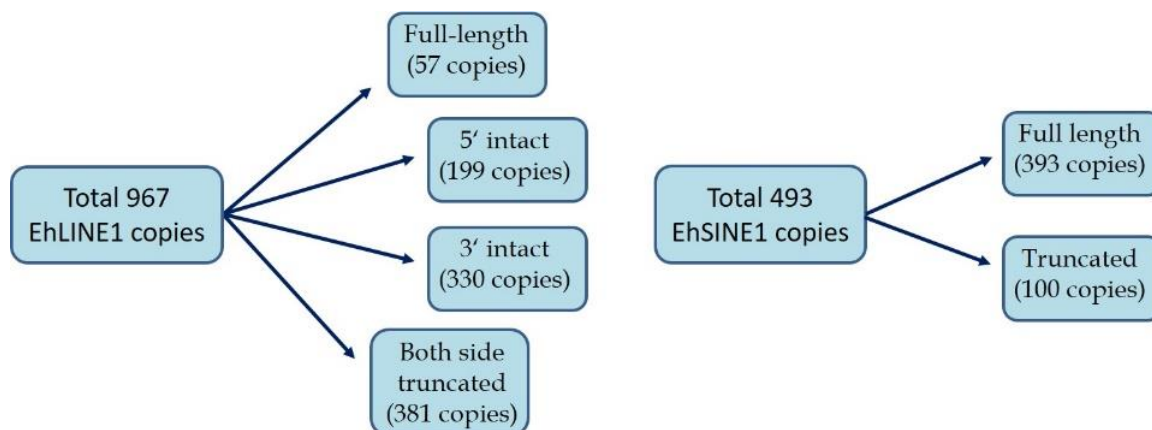 Total 967
EhLINE1 copies
Full-length
(57 copies)
5‘ intact
(199 copies)
3‘ intact
(330 copies)
Both side
truncated
(381 copies)
Total 493
EhSINE1 copies
Full length
(393 copies)
Truncated
(100 copies)